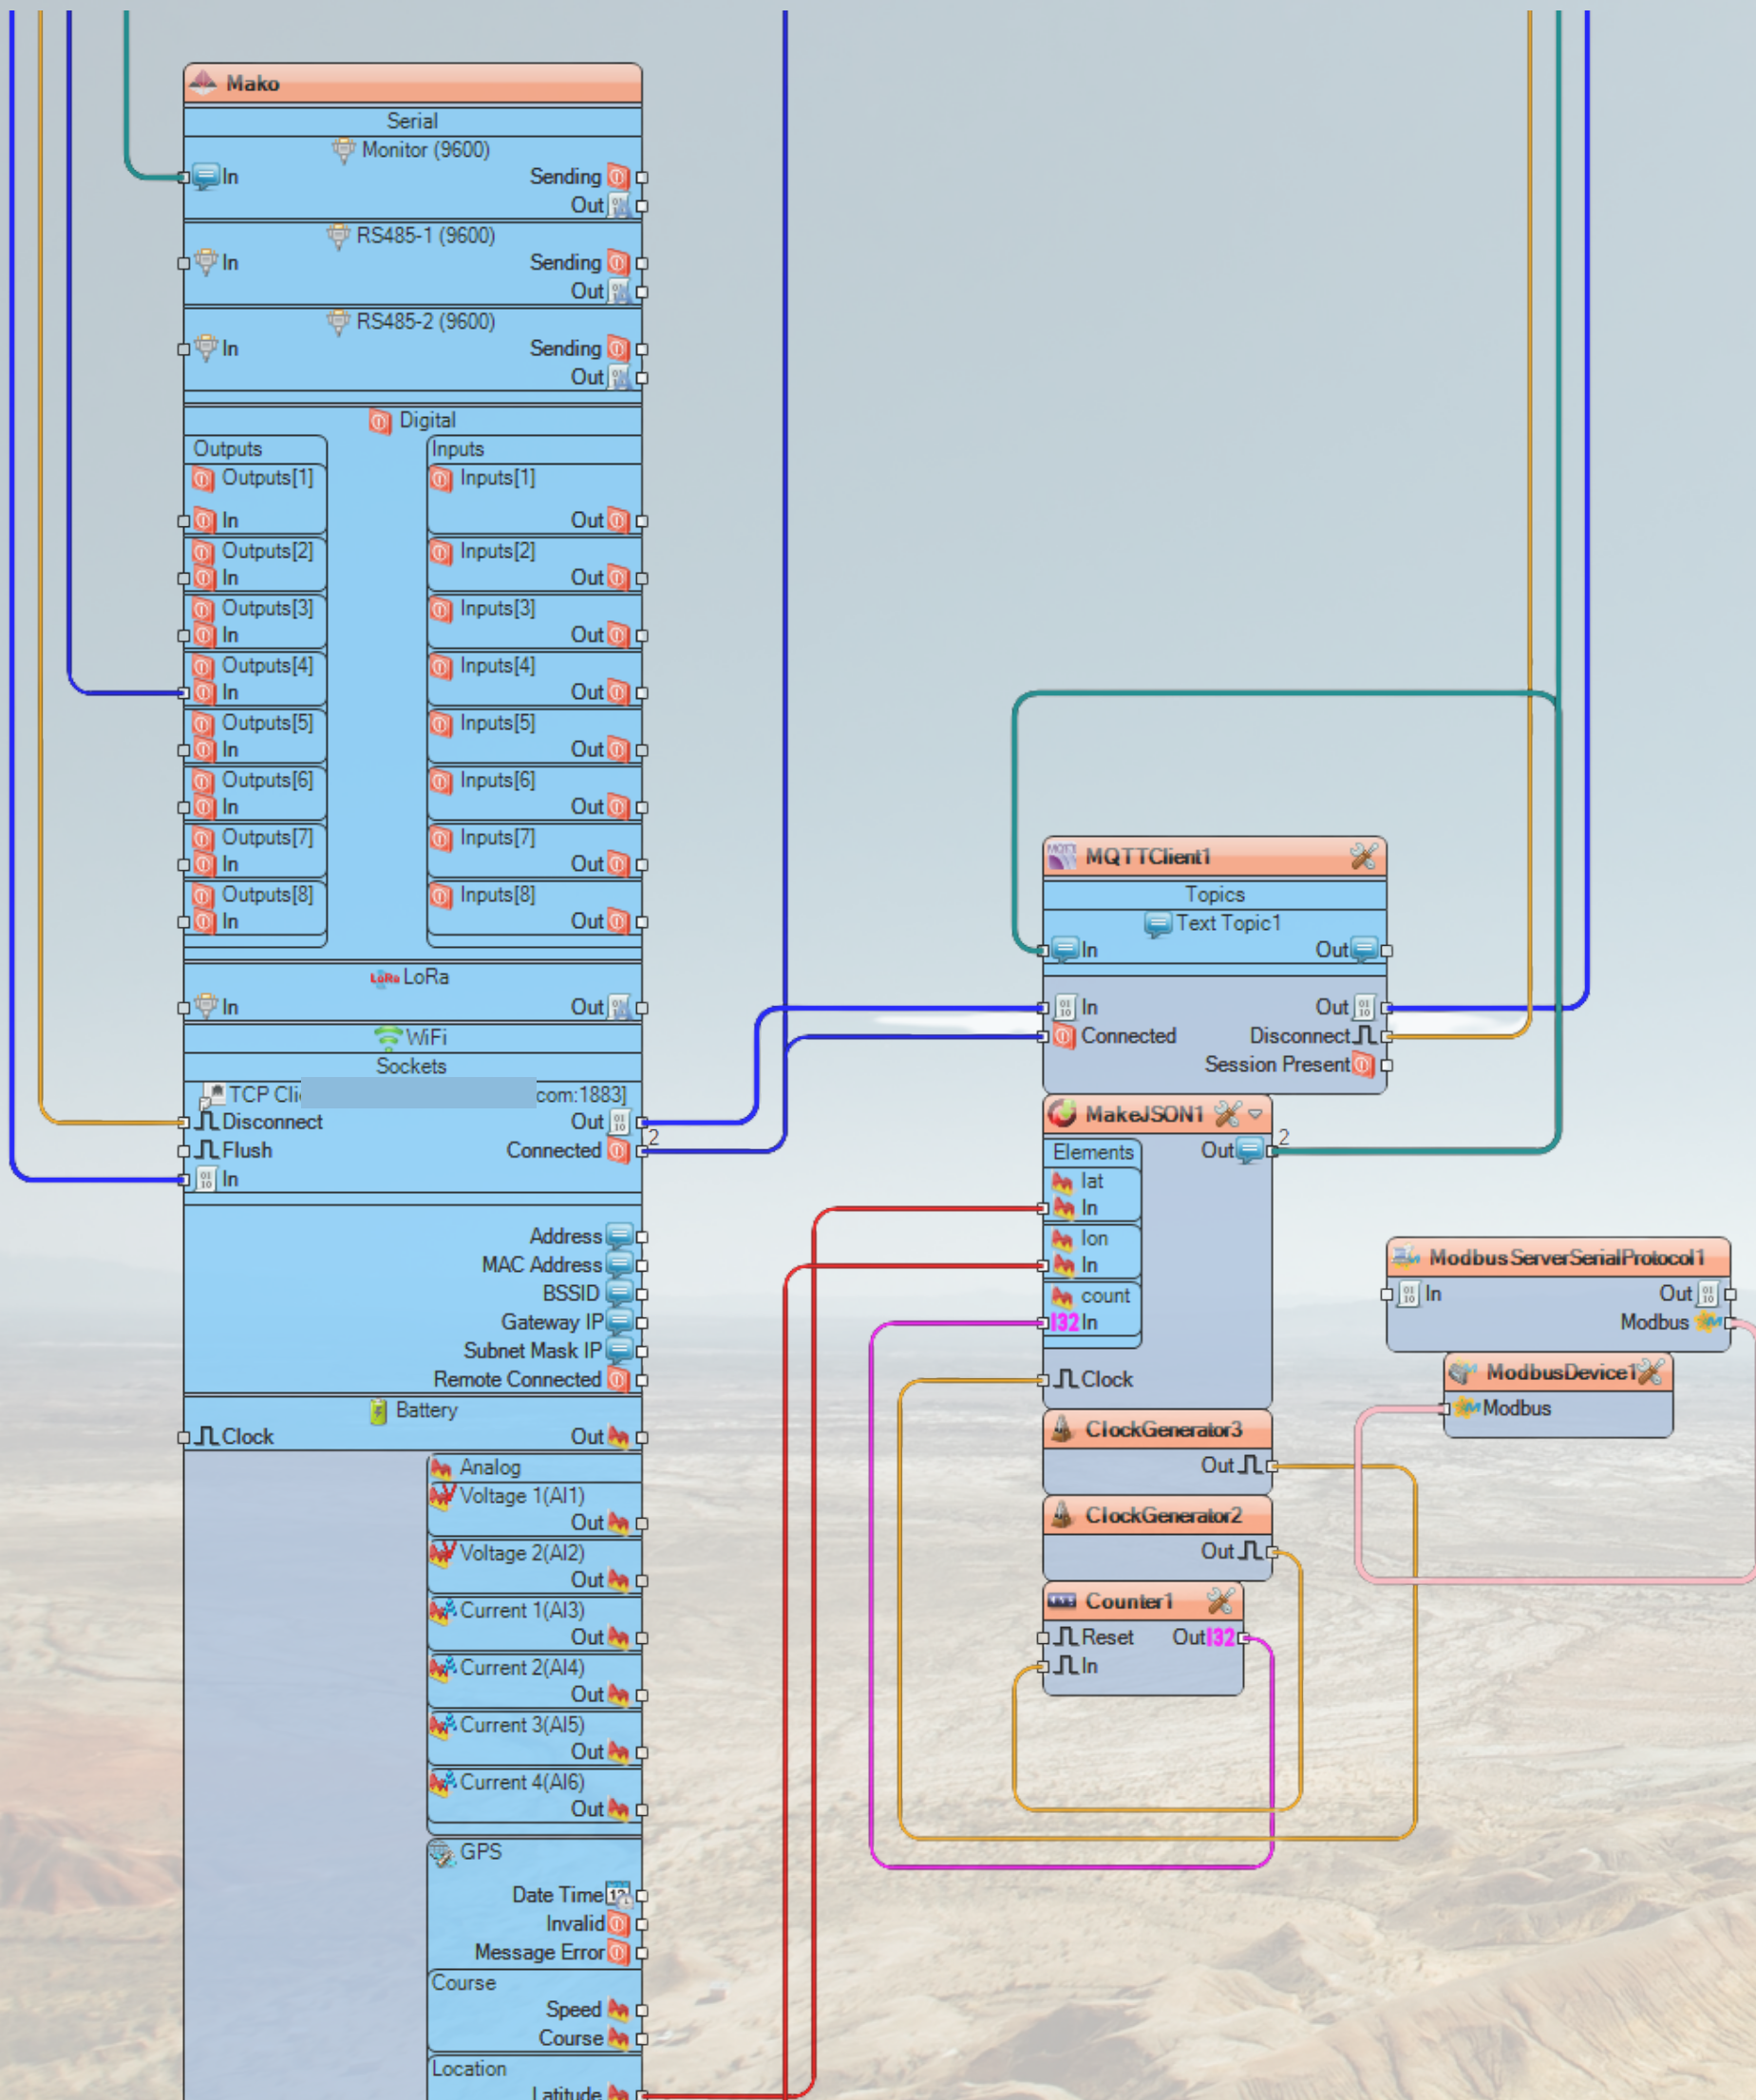 Mako
Serial
Monitor (9600)
In Sending
Out
RS485-1 (9600)
In Sending
Out
RS485-2 (9600)
In Sending
Out
Digital
Outputs Inputs
Outputs[1] Inputs[1]
In Out
Outputs[2] Inputs[2]
In Out
Outputs[3] Inputs[3]
In Out
Outputs[4] Inputs[4]
In Out
Outputs[5] Inputs[5]
In Out
Outputs[6] Inputs[6]
In Out
Outputs[7] Inputs[7]
In Out
Outputs[8] Inputs[8]
In Out
LoRa LoRa
In Out
WiFi
Sockets
TCP Cli com:1883]
Disconnect Out
2
Flush Connected
In
Address
MAC Address
BSSID
Gateway IP
Subnet Mask IP
Remote Connected
Battery
Clock Out
Analog
Voltage 1(AI1)
Out
Voltage 2(AI2)
Out
Current 1(AI3)
Out
Current 2(AI4)
Out
Current 3(AI5)
Out
Current 4(AI6)
Out
GPS
Date Time 12
Invalid
Message Error
Course
Speed
Course
Location
Latitude
MQTT MQTTClient1
Topics
Text Topic1
In Out
In Out
Connected Disconnect
Session Present
MakeJSON1
2
Elements Out
lat
In
lon
In
count
I32 In
Clock
ClockGenerator3
Out
ClockGenerator2
Out
Counter1
Reset Out I32
In
ModbusServerSerialProtocol1
In Out
Modbus
ModbusDevice1
Modbus